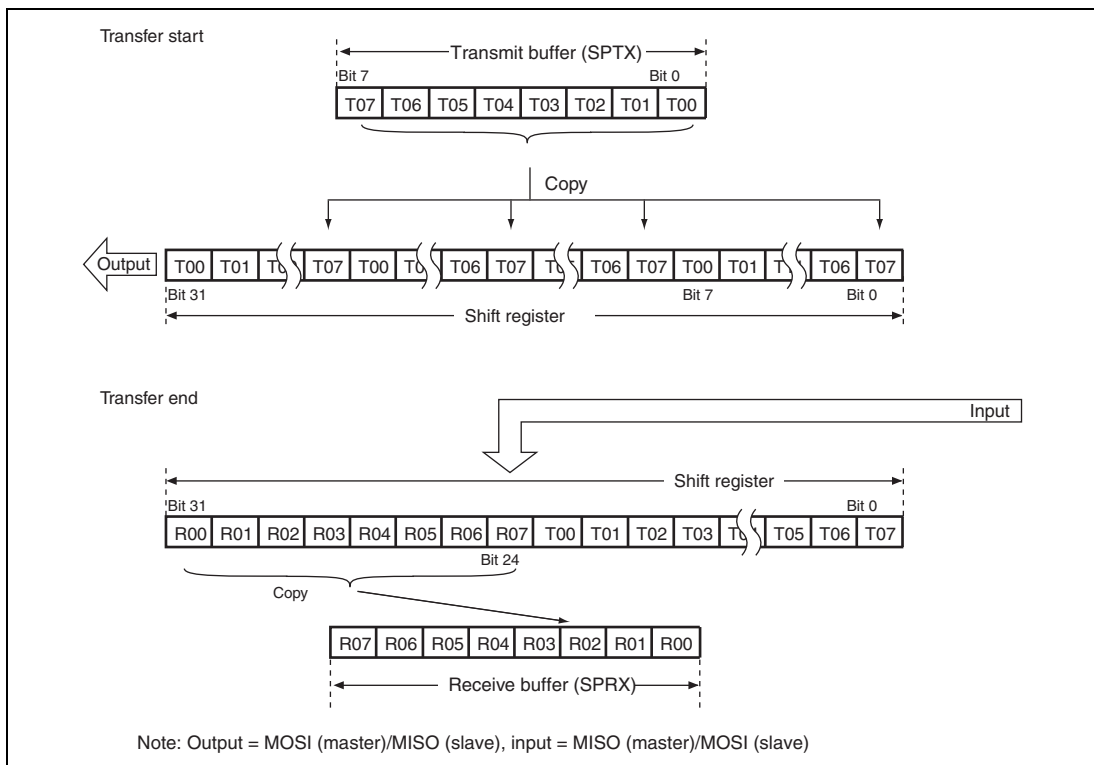 Transfer start
Transmit buffer (SPTX)
Bit 7 Bit 0
T07 T06 T05 T04 T03 T02 T01 T00
Copy
Output T00 T01 T07 T00 T06 T07 T06 T07 T00 T01 T06 T07
Bit 31 Bit 7 Bit 0
Shift register
Transfer end
Input
Shift register
Bit 31 Bit 0
R00 R01 R02 R03 R04 R05 R06 R07 T00 T01 T02 T03 T05 T06 T07
Bit 24
Copy
R07 R06 R05 R04 R03 R02 R01 R00
Receive buffer (SPRX)
Note: Output = MOSI (master)/MISO (slave), input = MISO (master)/MOSI (slave)